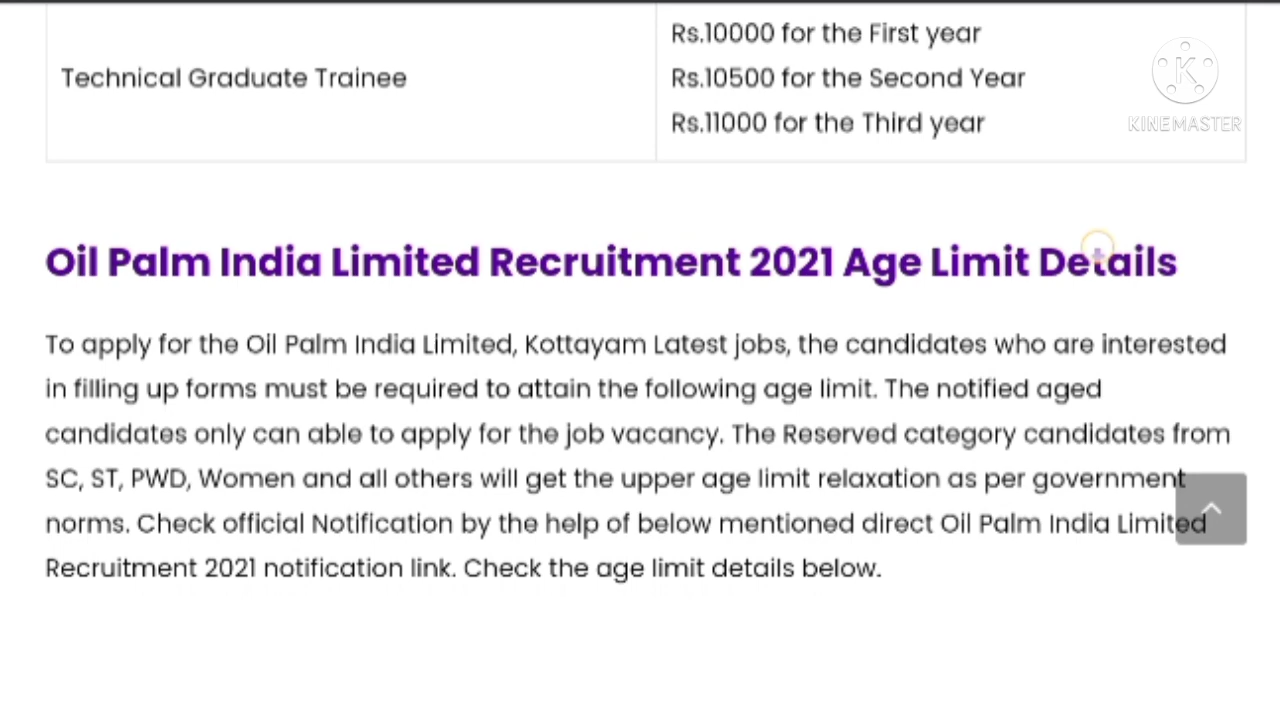 Rs.10000 for the First year
Technical Graduate Trainee
Rs.10500 for the Second Year
Rs.11000 for the Third year
K
KINEMASTER
Oil Palm India Limited Recruitment 2021 Age Limit Details
To apply for the Oil Palm India Limited, Kottayam Latest jobs, the candidates who are interested
in filling up forms must be required to attain the following age limit. The notified aged
candidates only can able to apply for the job vacancy. The Reserved category candidates from
SC, ST, PWD, Women and all others will get the upper age limit relaxation as per government
norms. Check official Notification by the help of below mentioned direct Oil Palm India Limited
Recruitment 2021 notification link. Check the age limit details below.